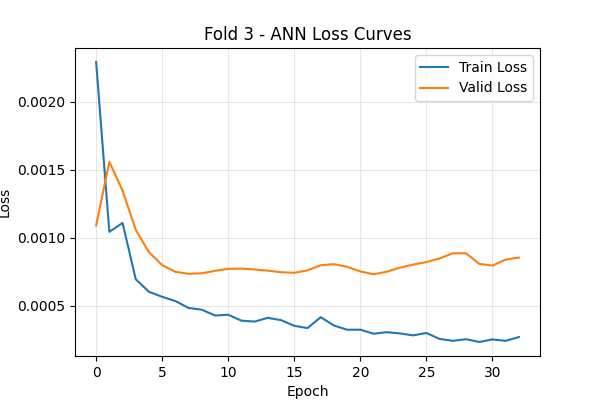 Fold 3 - ANN Loss Curves
Train Loss
Valid Loss
Loss
0.0020
0.0015
0.0010
0.0005
0 5 10 15 20 25 30
Epoch